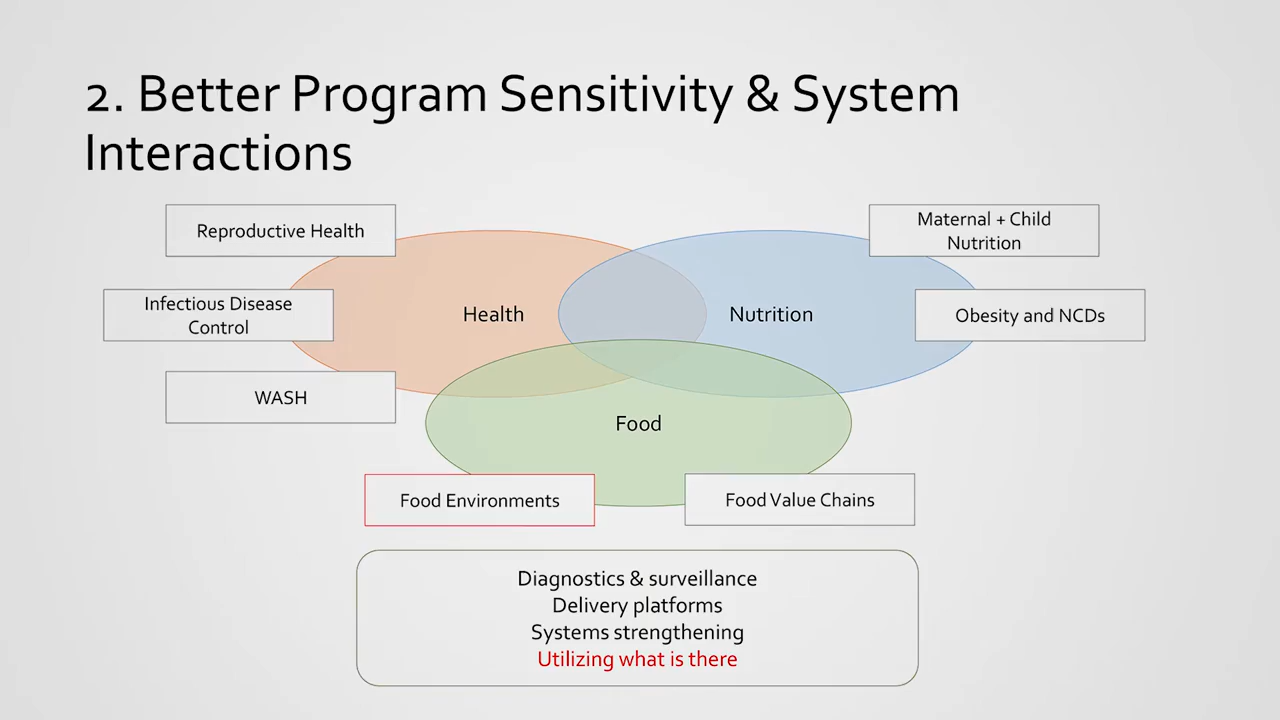 2. Better Program Sensitivity & System
Interactions
Reproductive Health
Maternal + Child
Nutrition
Infectious Disease
Control
Health
Nutrition
Obesity and NCDs
WASH
Food
Food Environments
Food Value Chains
Diagnostics & surveillance
Delivery platforms
Systems strengthening
Utilizing what is there